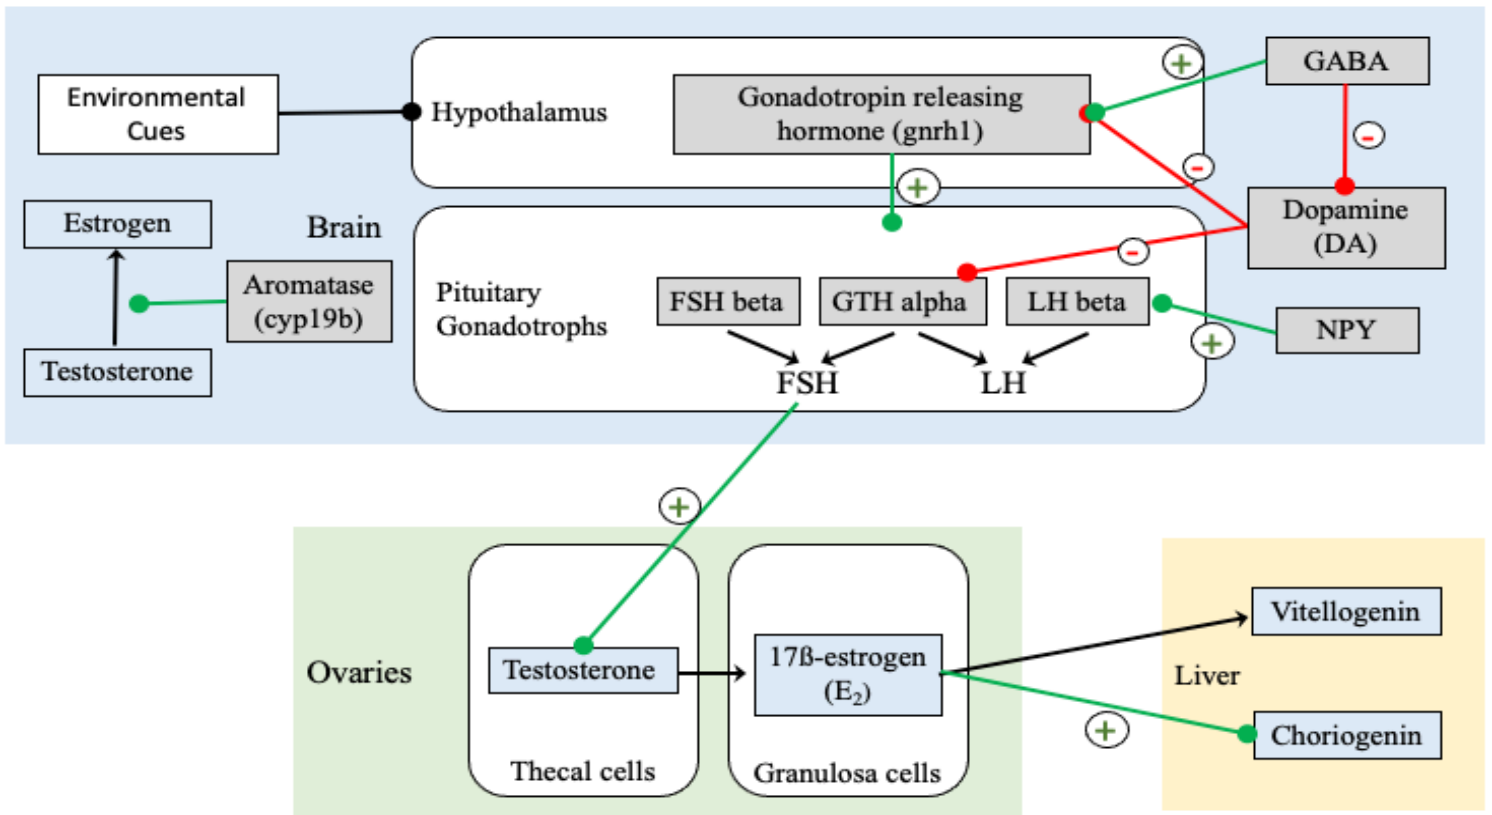 Environmental
Cues
Hypothalamus
Gonadotropin releasing
hormone (gnrh1)
+
GABA
-
-
+
Dopamine
(DA)
Estrogen
Brain
Aromatase
(cyp19b)
Testosterone
Pituitary
Gonadotrophs
-
FSH beta
GTH alpha
LH beta
NPY
+
FSH
LH
+
Ovaries
Testosterone
Thecal cells
17ß-estrogen
(E₂)
Granulosa cells
+
Liver
Vitellogenin
Choriogenin